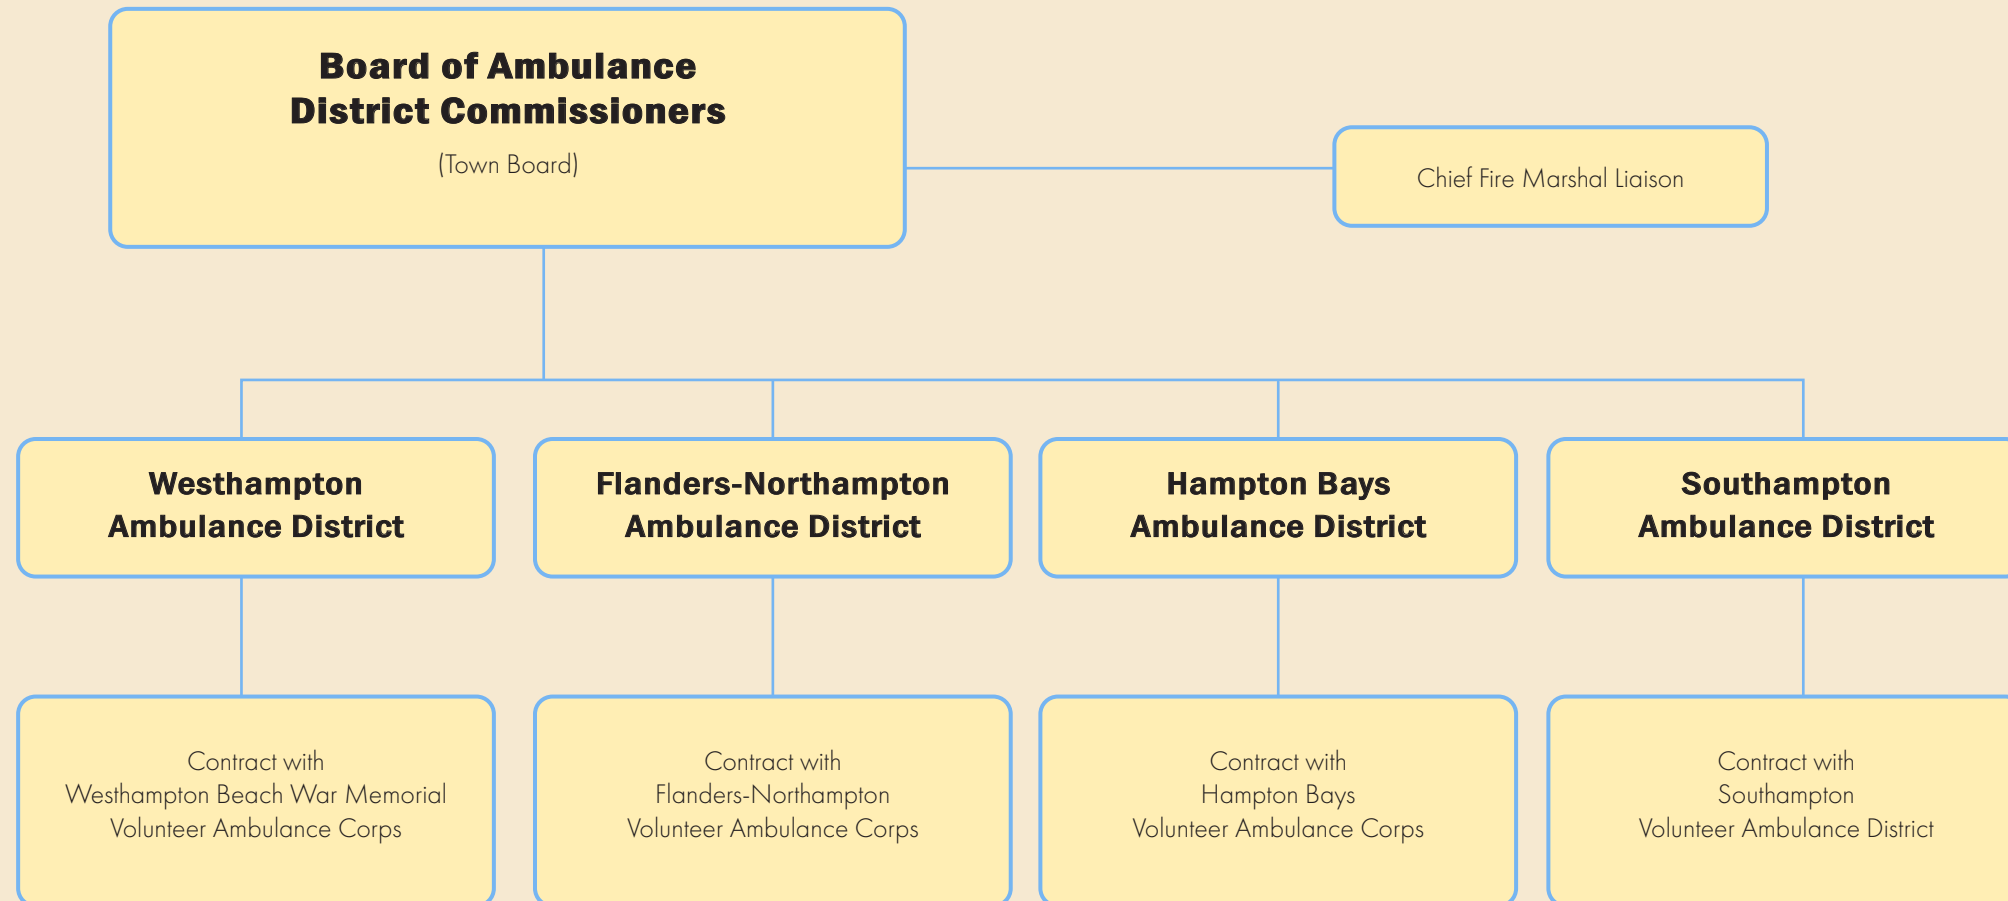 Board of Ambulance
District Commissioners
(Town Board)
Chief Fire Marshal Liaison
Westhampton
Ambulance District
Flanders-Northampton
Ambulance District
Hampton Bays
Ambulance District
Southampton
Ambulance District
Contract with
Westhampton Beach War Memorial
Volunteer Ambulance Corps
Contract with
Flanders-Northampton
Volunteer Ambulance Corps
Contract with
Hampton Bays
Volunteer Ambulance Corps
Contract with
Southampton
Volunteer Ambulance District